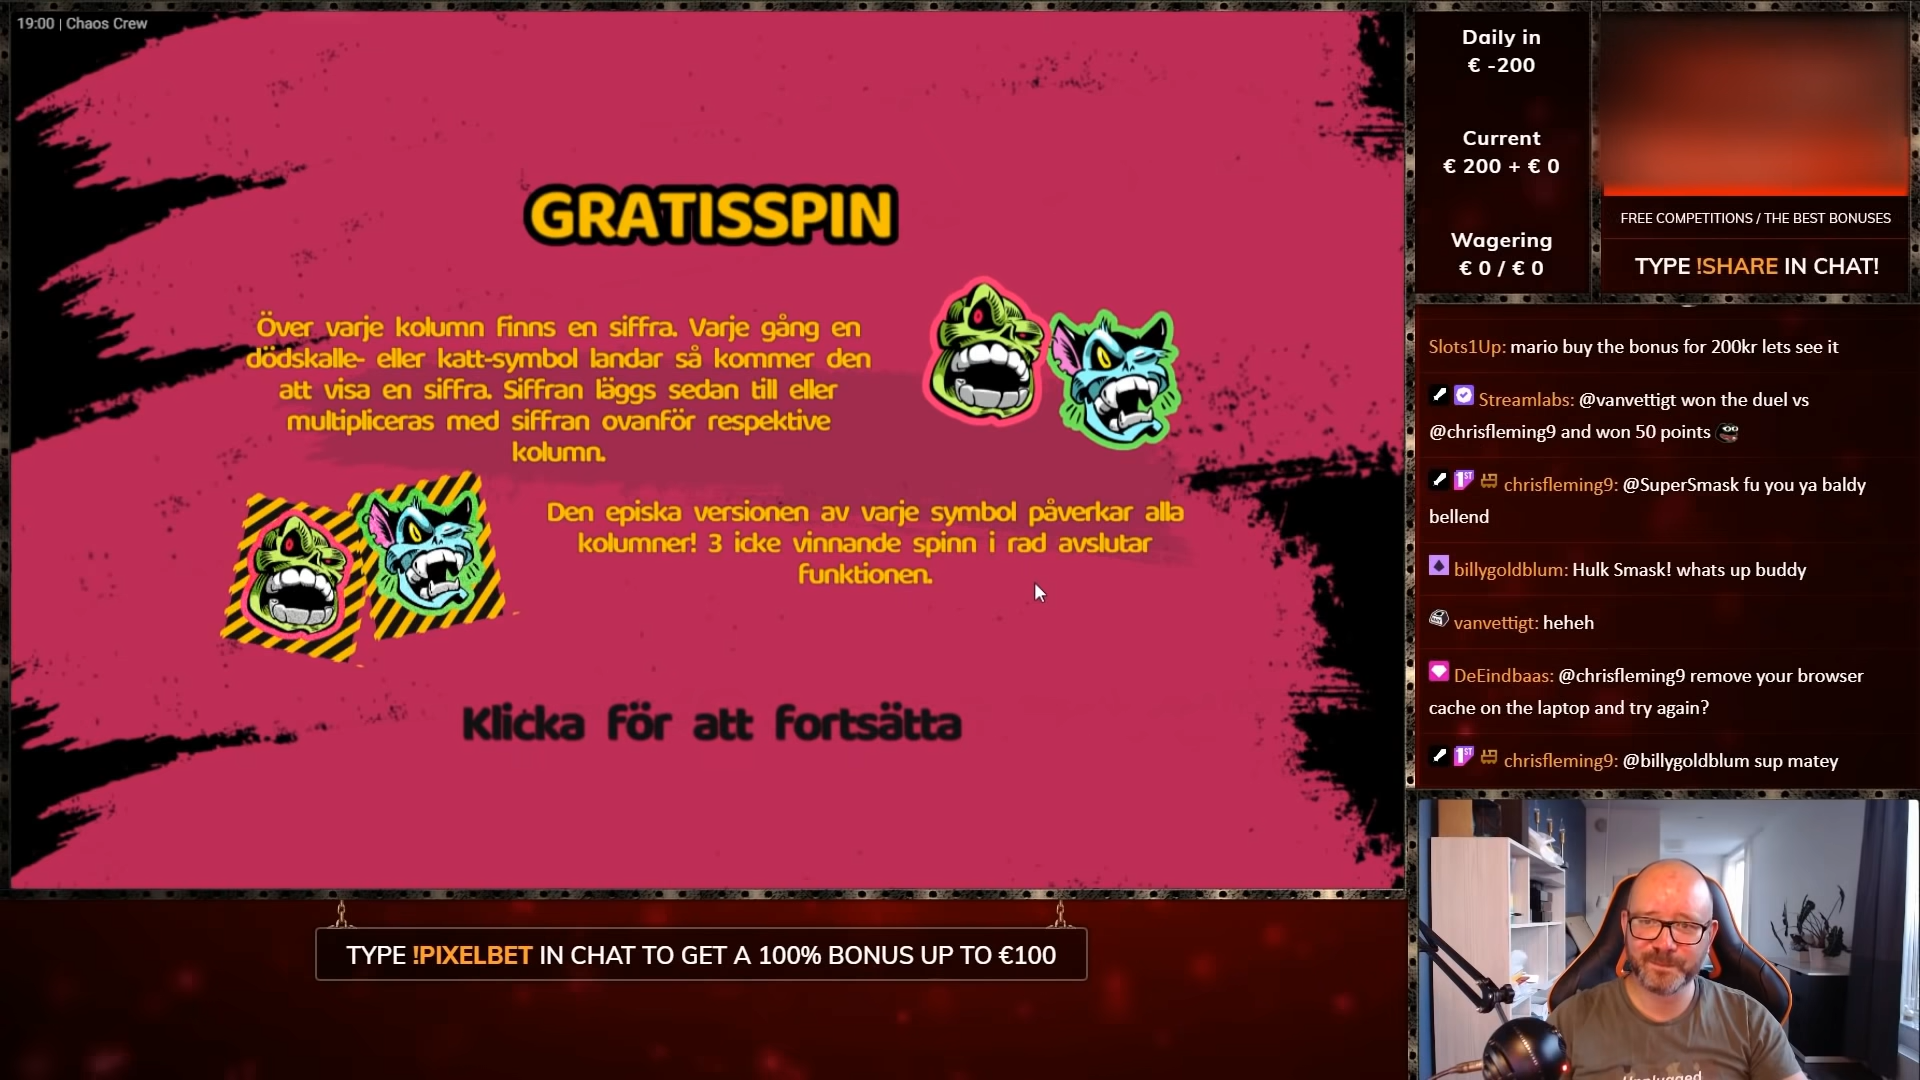 19:00 | Chaos Crew
GRATISSPIN
Över varje kolumn finns en siffra. Varje gång en
dödskalle- eller katt-symbol landar så kommer den
att visa en siffra. Siffran läggs sedan till eller
multipliceras med siffran ovanför respektive
kolumn.
Den episka versionen av varje symbol påverkar alla
kolumner! 3 icke vinnande spinn i rad avslutar
funktionen.
Klicka för att fortsätta
TYPE !PIXELBET IN CHAT TO GET A 100% BONUS UP TO €100
Daily in
€ -200
Current
€ 200 + € 0
Wagering
€ 0 / € 0
FREE COMPETITIONS / THE BEST BONUSES
TYPE !SHARE IN CHAT!
Slots1Up: mario buy the bonus for 200kr lets see it
Streamlabs: @vanvettigt won the duel vs
@chrisfleming9 and won 50 points
1ST chrisfleming9: @SuperSmask fu you ya baldy
bellend
billygoldblum: Hulk Smask! whats up buddy
vanvettigt: heheh
DeEindbaas: @chrisfleming9 remove your browser
cache on the laptop and try again?
1ST chrisfleming9: @billygoldblum sup matey
Unplugged